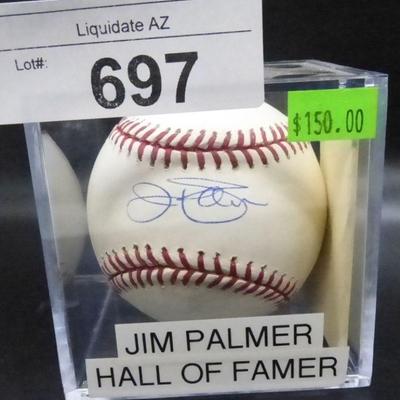 Liquidate AZ
Lot#:
697
$150.00
JIM PALMER
HALL OF FAMER